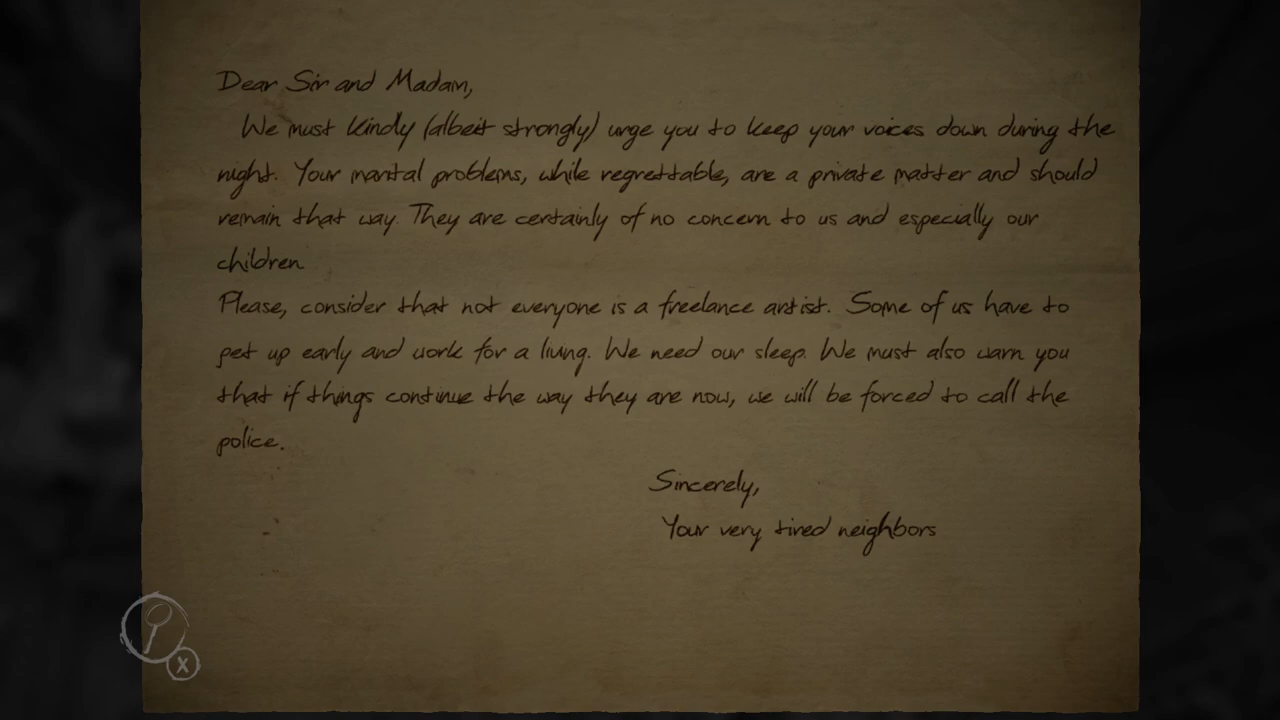 Dear Sir and Madam,
We must kindly (albeit strongly) urge you to keep your voices down during the
night. Your marital problems, while regrettable, are a private matter and should
remain that way. They are certainly of no concern to us and especially our
children.
Please, consider that not everyone is a freelance artist. Some of us have to
get up early and work for a living. We need our sleep. We must also warn you
that if things continue the way they are now, we will be forced to call the
police.
Sincerely,
Your very tired neighbors
X